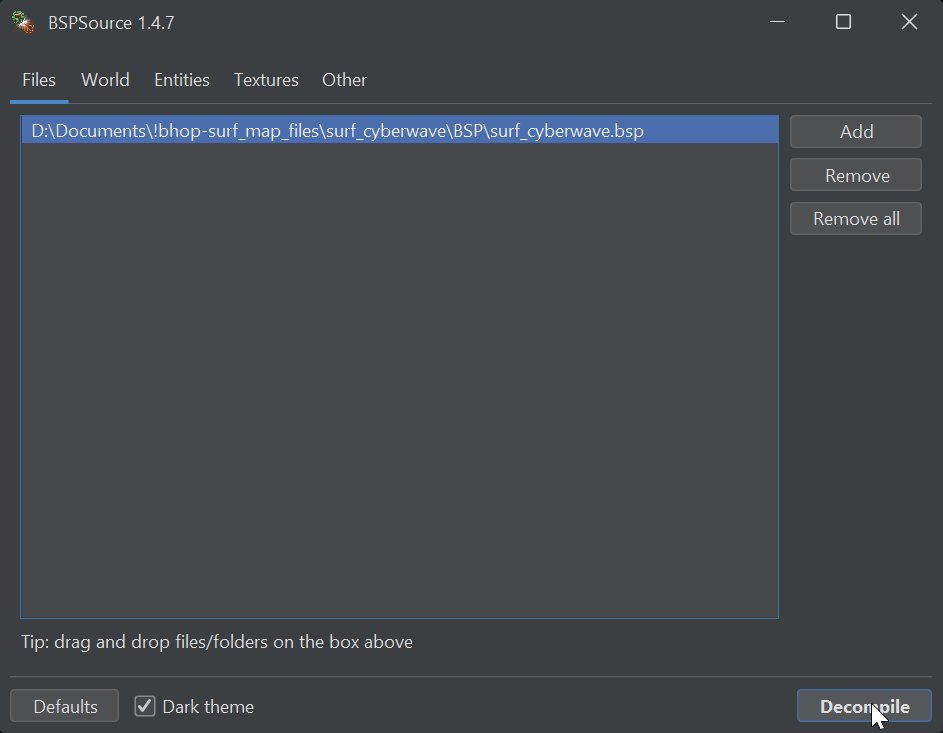 BSPSource 1.4.7
Files World Entities Textures Other
D:\Documents\!bhop-surf_map_files\surf_cyberwave\BSP\surf_cyberwave.bsp
Add
Remove
Remove all
Tip: drag and drop files/folders on the box above
Defaults Dark theme Decompile